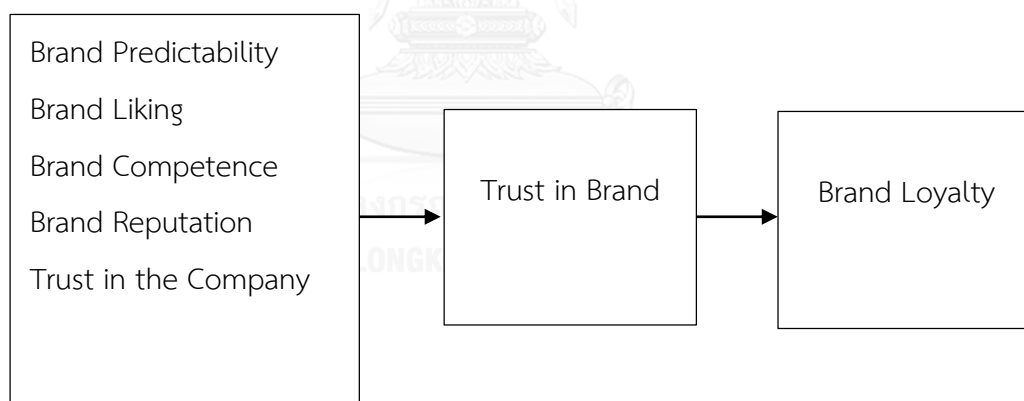 Brand Predictability
Brand Liking
Brand Competence
Brand Reputation
Trust in the Company
Trust in Brand
Brand Loyalty